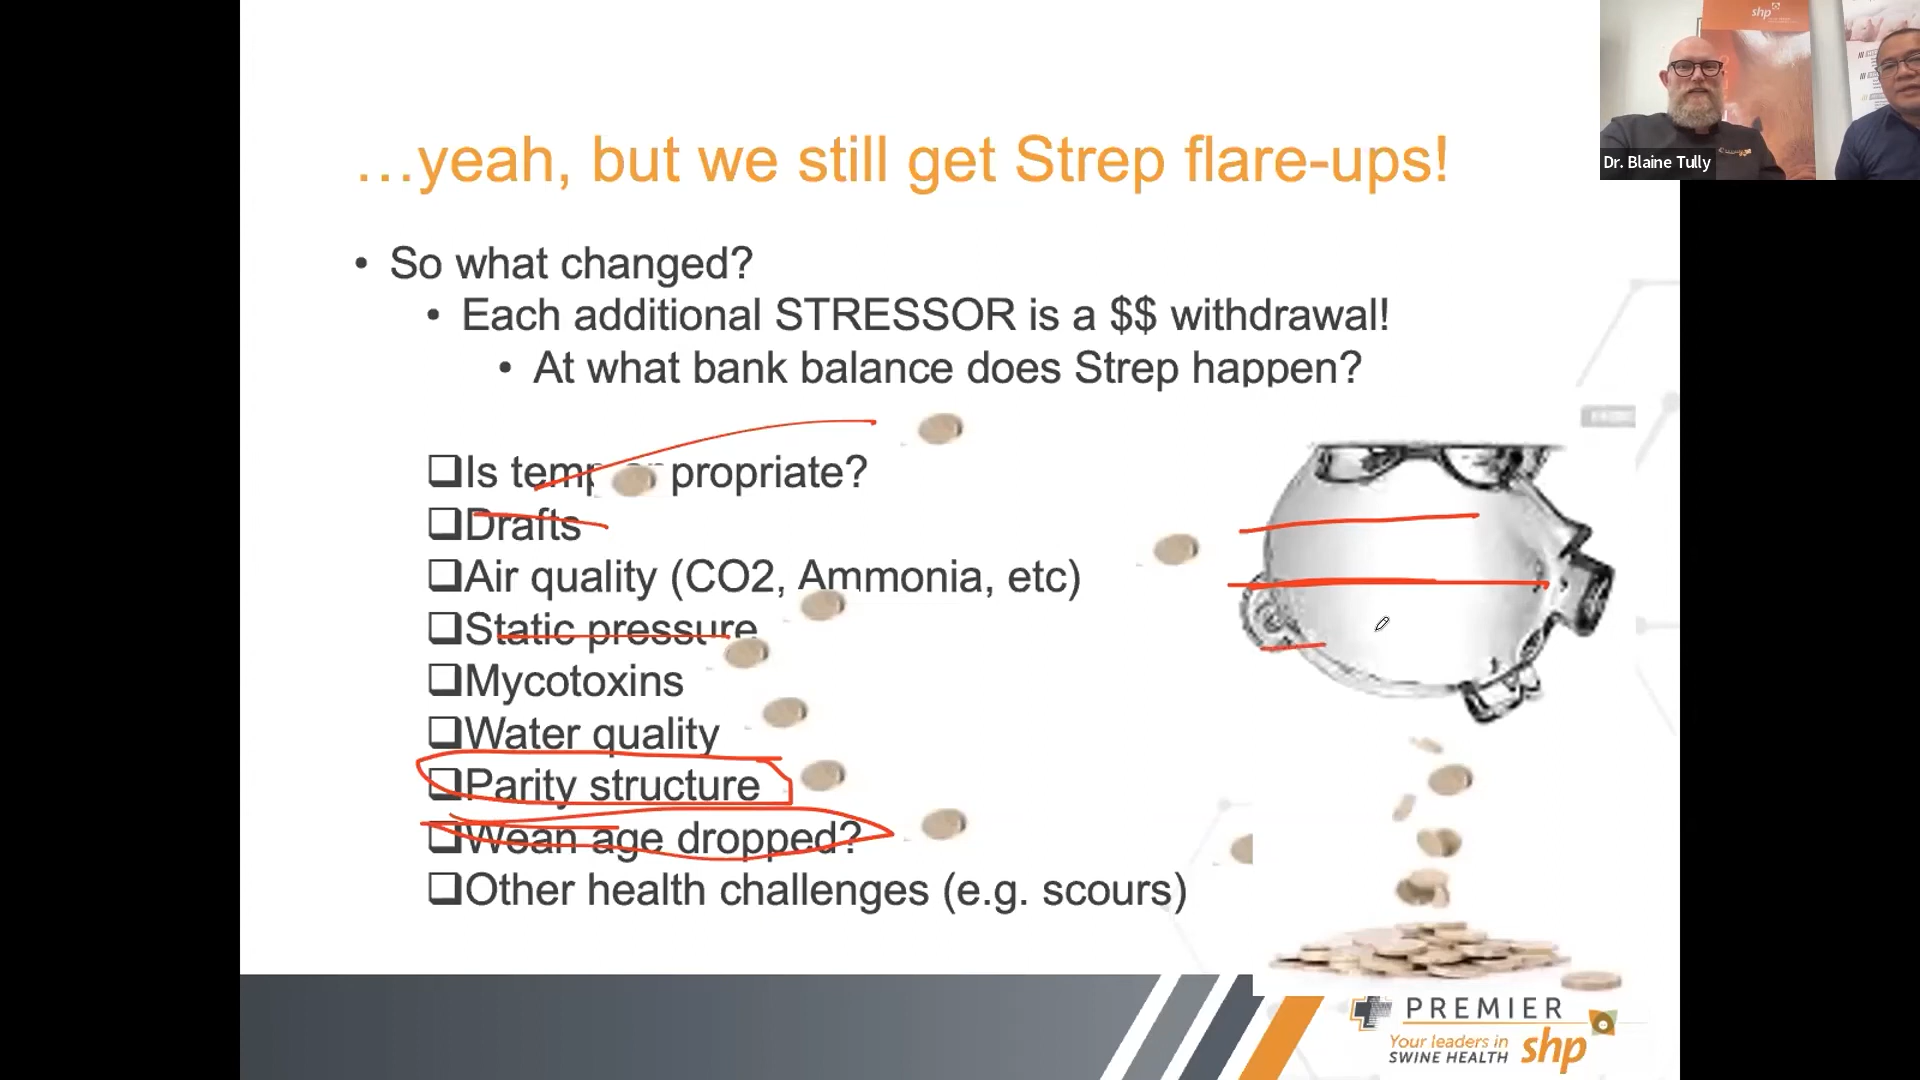 shp
Dr. Blaine Tully
…yeah, but we still get Strep flare-ups!
• So what changed?
• Each additional STRESSOR is a $$ withdrawal!
• At what bank balance does Strep happen?
❑Is propriate?
❑Drafts
❑Air quality (CO2, Ammonia, etc)
❑Static pressure
❑Mycotoxins
❑Water quality
❑Parity structure
❑Wean age dropped?
❑Other health challenges (e.g. scours)
PREMIER
Your leaders in
SWINE HEALTH
shp